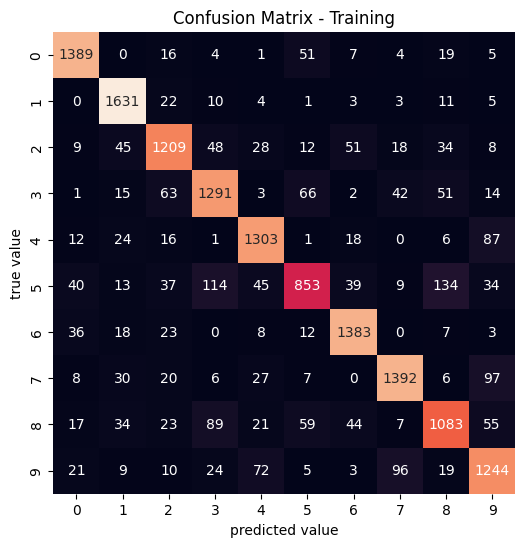 Confusion Matrix - Training
0 1389 0 16 4 1 51 7 4 19 5
1 0 1631 22 10 4 1 3 3 11 5
2 9 45 1209 48 28 12 51 18 34 8
3 1 15 63 1291 3 66 2 42 51 14
4 12 24 16 1 1303 1 18 0 6 87
5 40 13 37 114 45 853 39 9 134 34
6 36 18 23 0 8 12 1383 0 7 3
7 8 30 20 6 27 7 0 1392 6 97
8 17 34 23 89 21 59 44 7 1083 55
9 21 9 10 24 72 5 3 96 19 1244
0 1 2 3 4 5 6 7 8 9
true value
predicted value